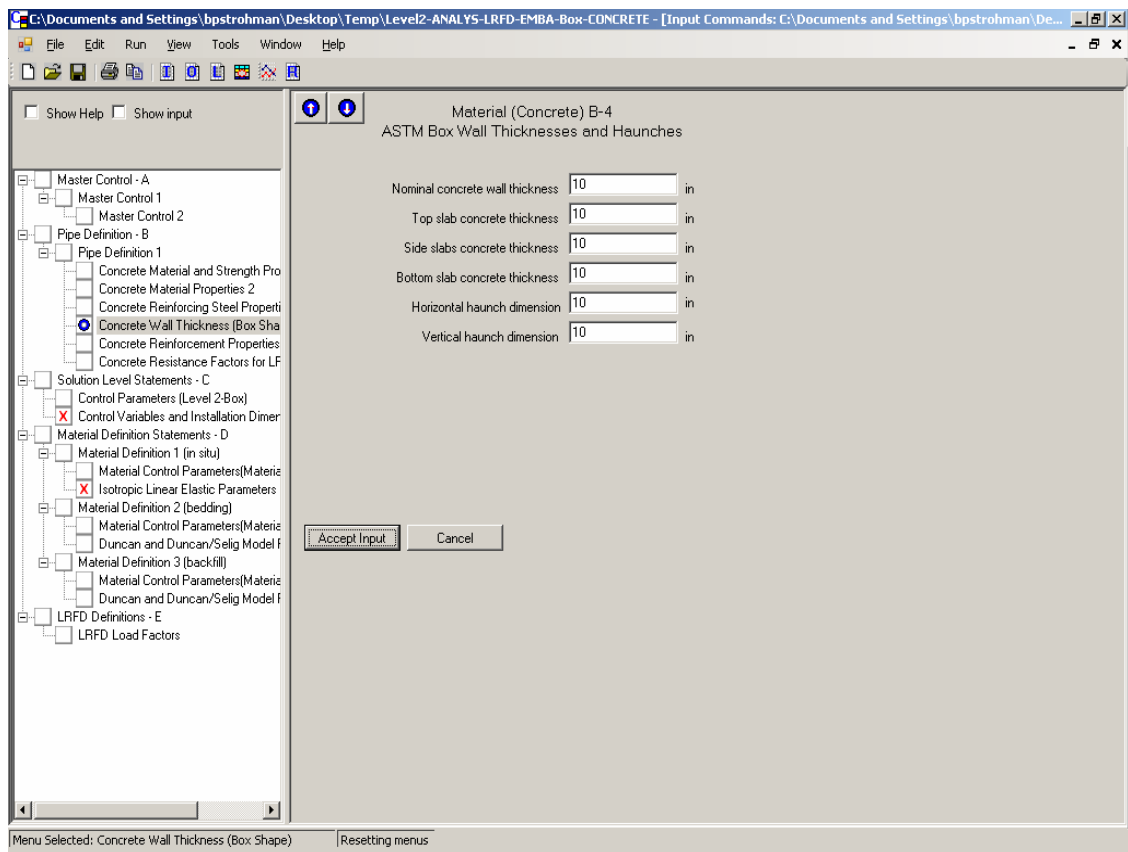 C:\Documents and Settings\bpstrohman\Desktop\Temp\Level2-ANALYS-LRFD-EMBA-Box-CONCRETE - [Input Commands: C:\Documents and Settings\bpstrohman\De...
File Edit Run View Tools Window Help
Show Help Show input
Master Control - A
Master Control 1
Master Control 2
Pipe Definition - B
Pipe Definition 1
Concrete Material and Strength Pro
Concrete Material Properties 2
Concrete Reinforcing Steel Properti
Concrete Wall Thickness (Box Sha
Concrete Reinforcement Properties
Concrete Resistance Factors for LF
Solution Level Statements - C
Control Parameters (Level 2-Box)
Control Variables and Installation Dimer
Material Definition Statements - D
Material Definition 1 (in situ)
Material Control Parameters(Materia
Isotropic Linear Elastic Parameters
Material Definition 2 (bedding)
Material Control Parameters(Materia
Duncan and Duncan/Selig Model F
Material Definition 3 (backfill)
Material Control Parameters(Materia
Duncan and Duncan/Selig Model F
LRFD Definitions - E
LRFD Load Factors
Material (Concrete) B-4
ASTM Box Wall Thicknesses and Haunches
Nominal concrete wall thickness 10 in
Top slab concrete thickness 10 in
Side slabs concrete thickness 10 in
Bottom slab concrete thickness 10 in
Horizontal haunch dimension 10 in
Vertical haunch dimension 10 in
Accept Input Cancel
Menu Selected: Concrete Wall Thickness (Box Shape) Resetting menus